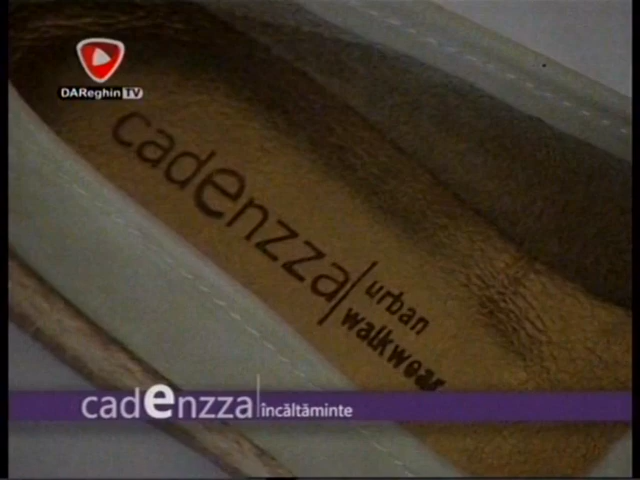 DAReghin TV
cadenzza
urban
walkwear
cadenzza încălțăminte